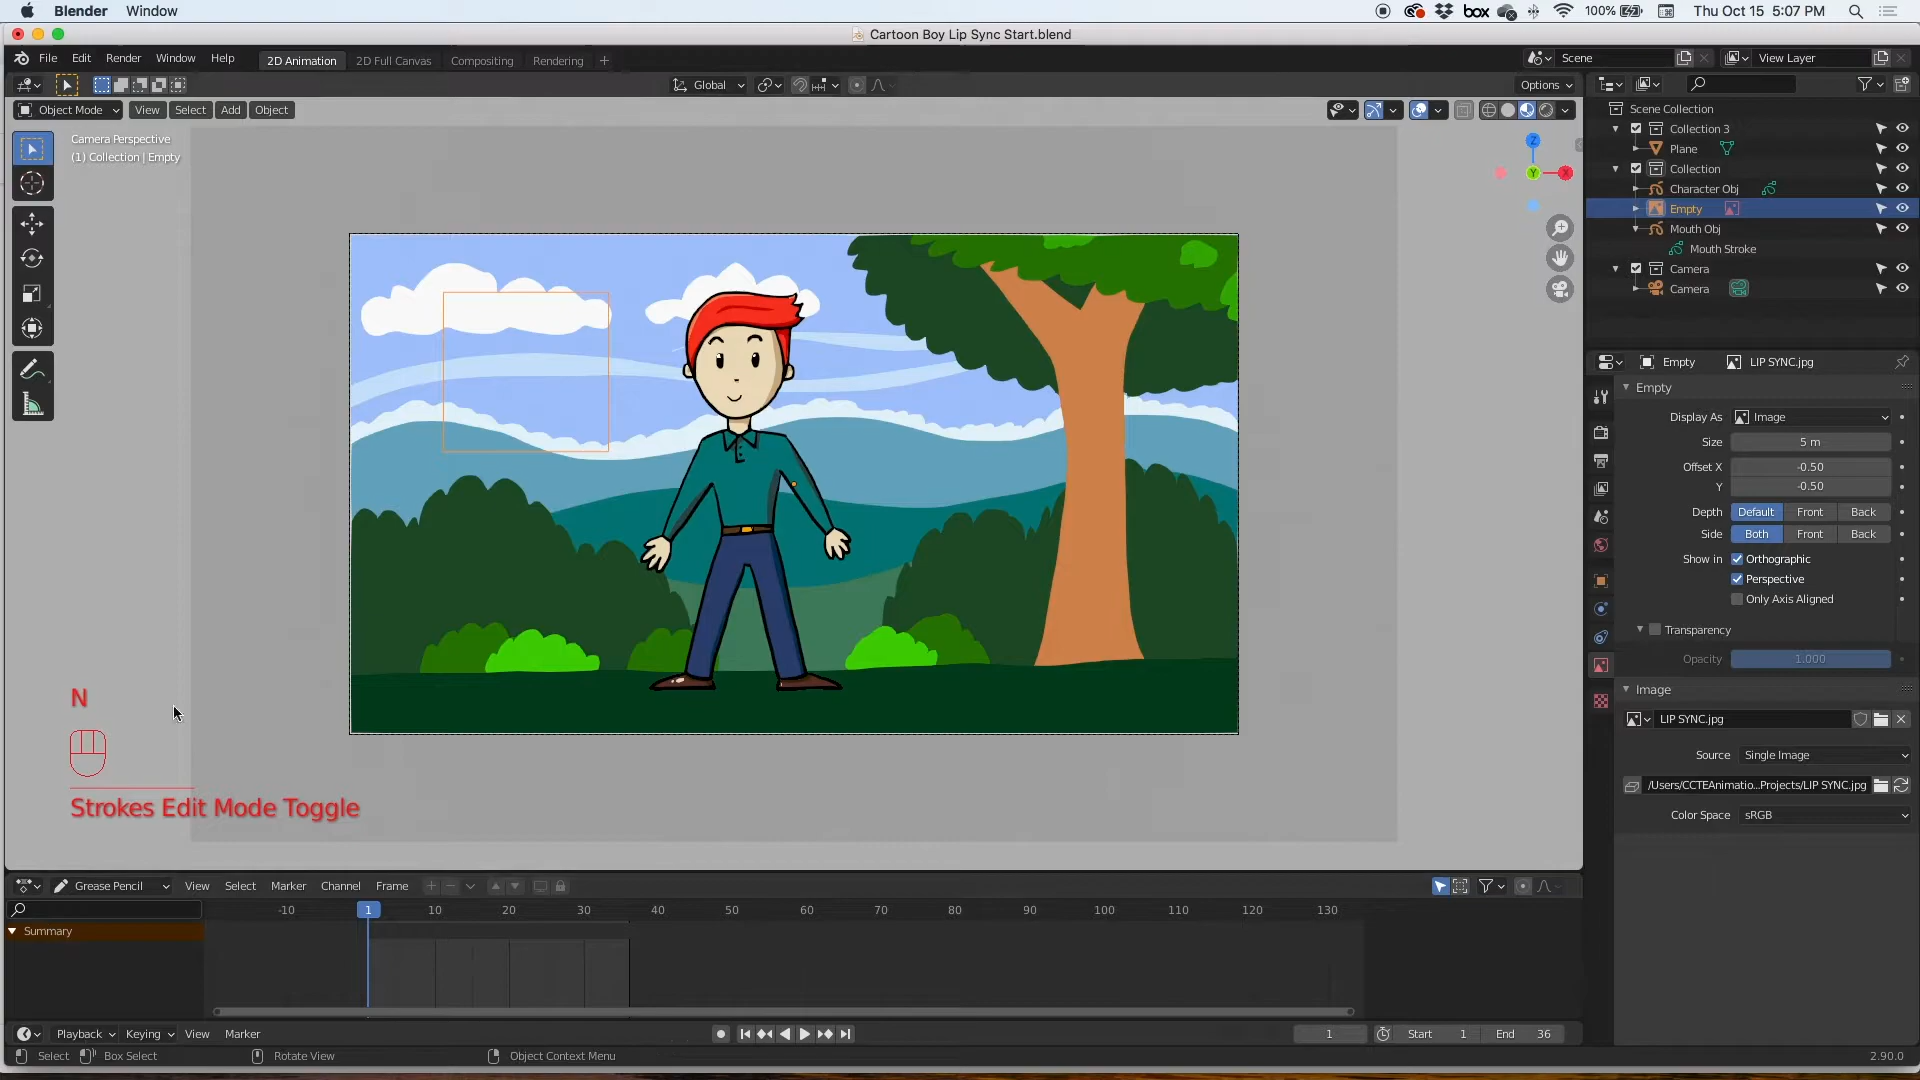 Blender Window
box 100% Thu Oct 15 5:07 PM
Cartoon Boy Lip Sync Start.blend
File Edit Render Window Help 2D Animation 2D Full Canvas Compositing Rendering + Scene View Layer
Global Options
Object Mode View Select Add Object
Camera Perspective
(1) Collection | Empty
Z
Y X
Scene Collection
Collection 3
Plane
Collection
Character Obj
Empty
Mouth Obj
Mouth Stroke
Camera
Camera
Empty LIP SYNC.jpg
Empty
Display As Image
Size 5 m
Offset X -0.50
Y -0.50
Depth Default Front Back
Side Both Front Back
Show in Orthographic
Perspective
Only Axis Aligned
Transparency
Opacity 1.000
Image
LIP SYNC.jpg
Source Single Image
/Users/CCTEAnimatio...Projects/LIP SYNC.jpg
Color Space sRGB
N
Strokes Edit Mode Toggle
Grease Pencil View Select Marker Channel Frame
-10 1 10 20 30 40 50 60 70 80 90 100 110 120 130
Summary
Playback Keying View Marker 1 Start 1 End 36
Select Box Select Rotate View Object Context Menu 2.90.0